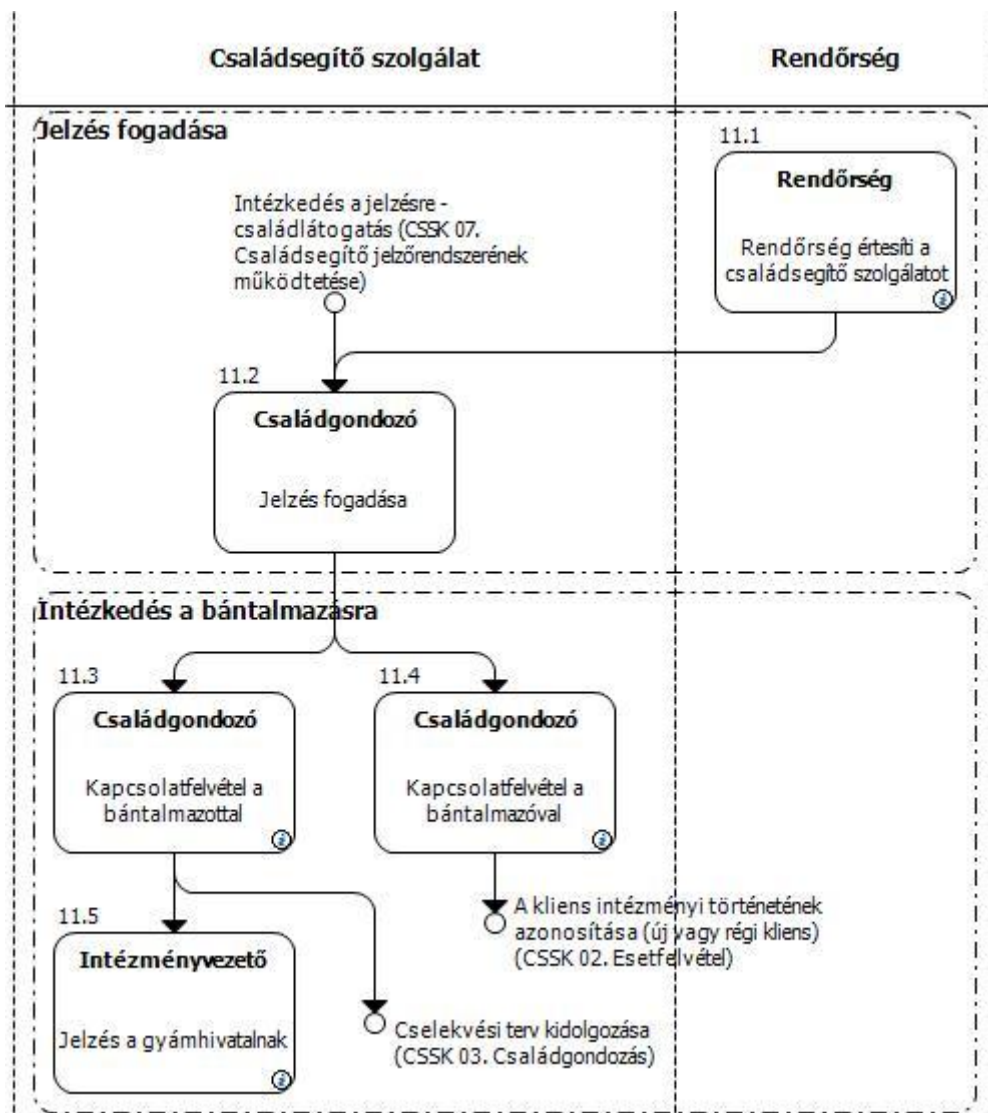 Családsegítő szolgálat
Rendőrség
Jelzés fogadása
11.1
Rendőrség
Rendőrség értesíti a
családsegítő szolgálatot
Intézkedés a jelzésre -
családlátogatás (CSSK 07.
Családsegítő jelzőrendszerének
működtetése)
11.2
Családgondozó
Jelzés fogadása
Intézkedés a bántalmazásra
11.3
Családgondozó
Kapcsolatfelvétel a
bántalmazottal
11.4
Családgondozó
Kapcsolatfelvétel a
bántalmazóval
A kliens intézményi történetének
azonosítása (új vagy régi kliens)
(CSSK 02. Esetfelvétel)
11.5
Intézményvezető
Jelzés a gyámhivatalnak
Cselekvési terv kidolgozása
(CSSK 03. Családgondozás)